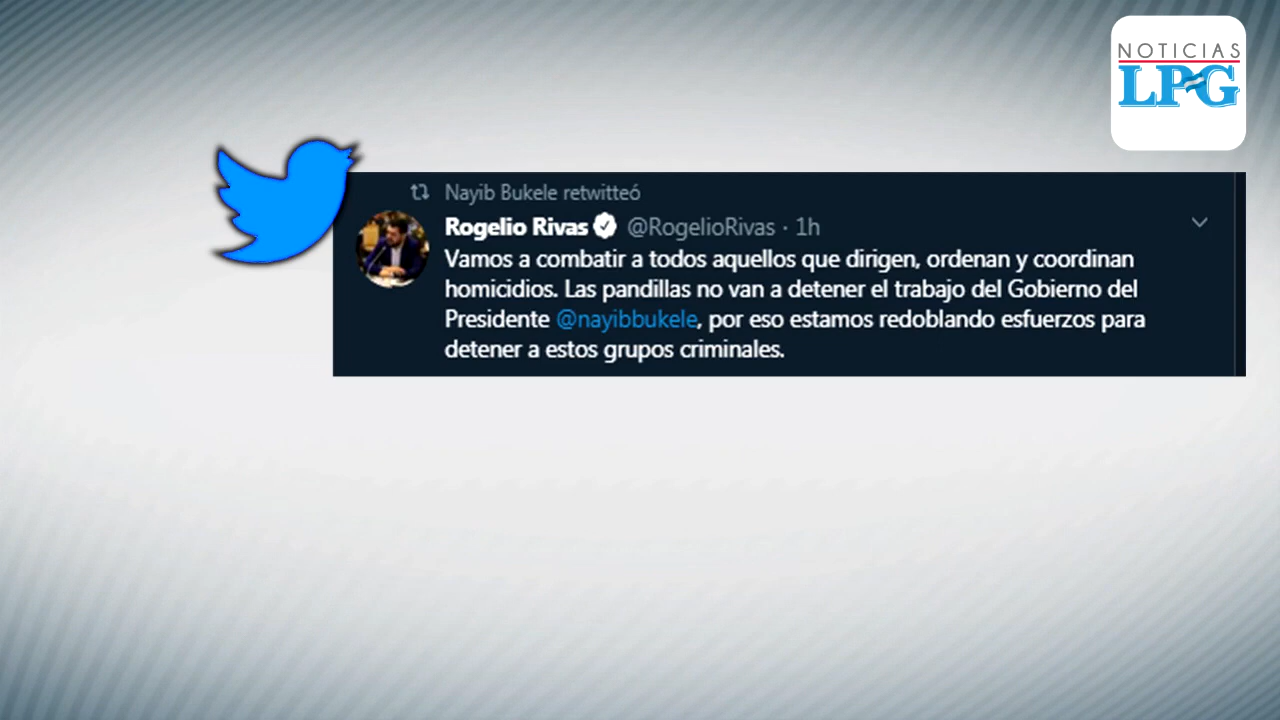 NOTICIAS
LPG
Nayib Bukele retwitteó
Rogelio Rivas @RogelioRivas · 1h
Vamos a combatir a todos aquellos que dirigen, ordenan y coordinan
homicidios. Las pandillas no van a detener el trabajo del Gobierno del
Presidente @nayibbukele, por eso estamos redoblando esfuerzos para
detener a estos grupos criminales.